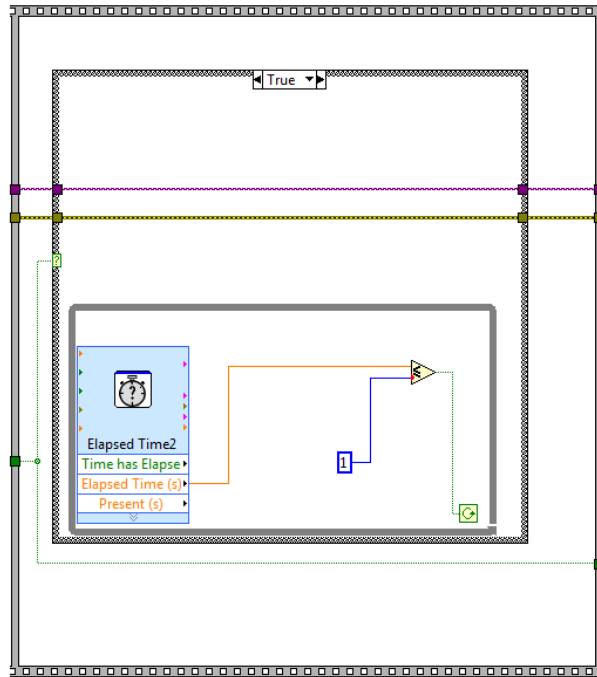 True
?
?
Elapsed Time2
Time has Elapse
Elapsed Time (s)
Present (s)
≤
1